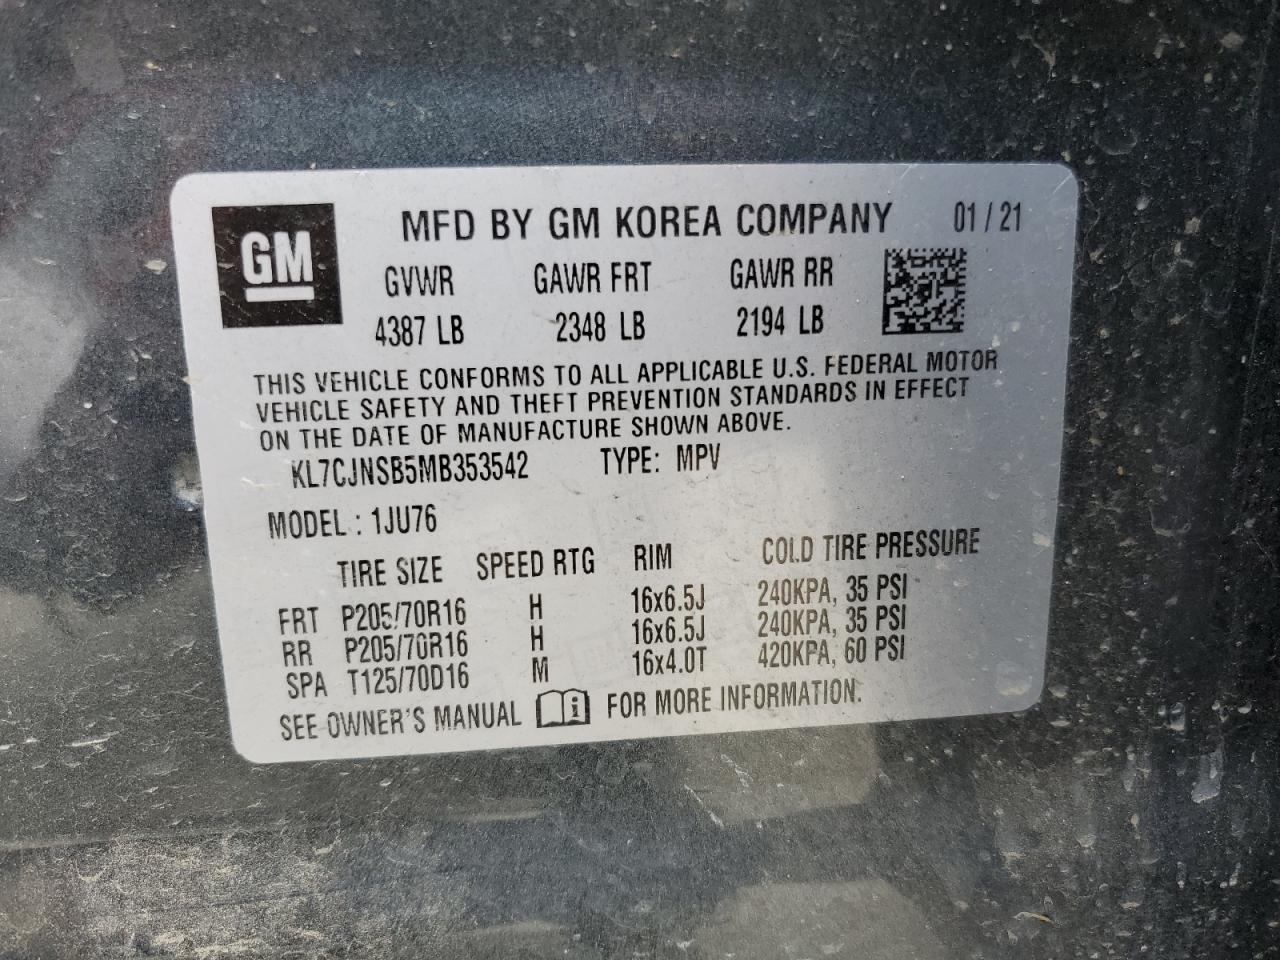 GM
MFD BY GM KOREA COMPANY 01 / 21
GVWR GAWR FRT GAWR RR
4387 LB 2348 LB 2194 LB
THIS VEHICLE CONFORMS TO ALL APPLICABLE U.S. FEDERAL MOTOR
VEHICLE SAFETY AND THEFT PREVENTION STANDARDS IN EFFECT
ON THE DATE OF MANUFACTURE SHOWN ABOVE.
KL7CJNSB5MB353542 TYPE: MPV
MODEL : 1JU76
TIRE SIZE SPEED RTG RIM COLD TIRE PRESSURE
FRT P205/70R16 H 16x6.5J 240KPA, 35 PSI
RR P205/70R16 H 16x6.5J 240KPA, 35 PSI
SPA T125/70D16 M 16x4.0T 420KPA, 60 PSI
SEE OWNER'S MANUAL FOR MORE INFORMATION.